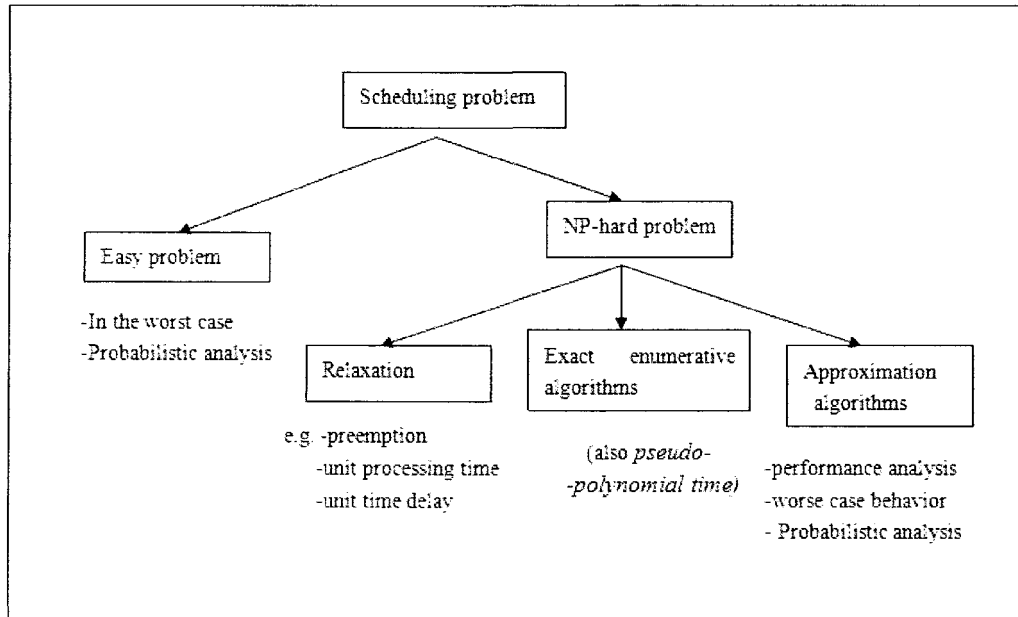 Scheduling problem
NP-hard problem
Easy problem
-In the worst case
-Probabilistic analysis
Relaxation
e.g. -preemption
-unit processing time
-unit time delay
Exact enumerative
algorithms
(also pseudo-
-polynomial time)
Approximation
algorithms
-performance analysis
-worse case behavior
- Probabilistic analysis